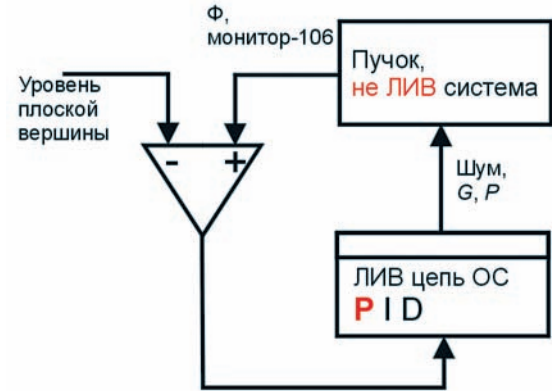 Ф,
монитор-106
Уровень
плоской
вершины
- +
Пучок,
не ЛИВ система
Шум,
G, P
ЛИВ цепь ОС
P I D